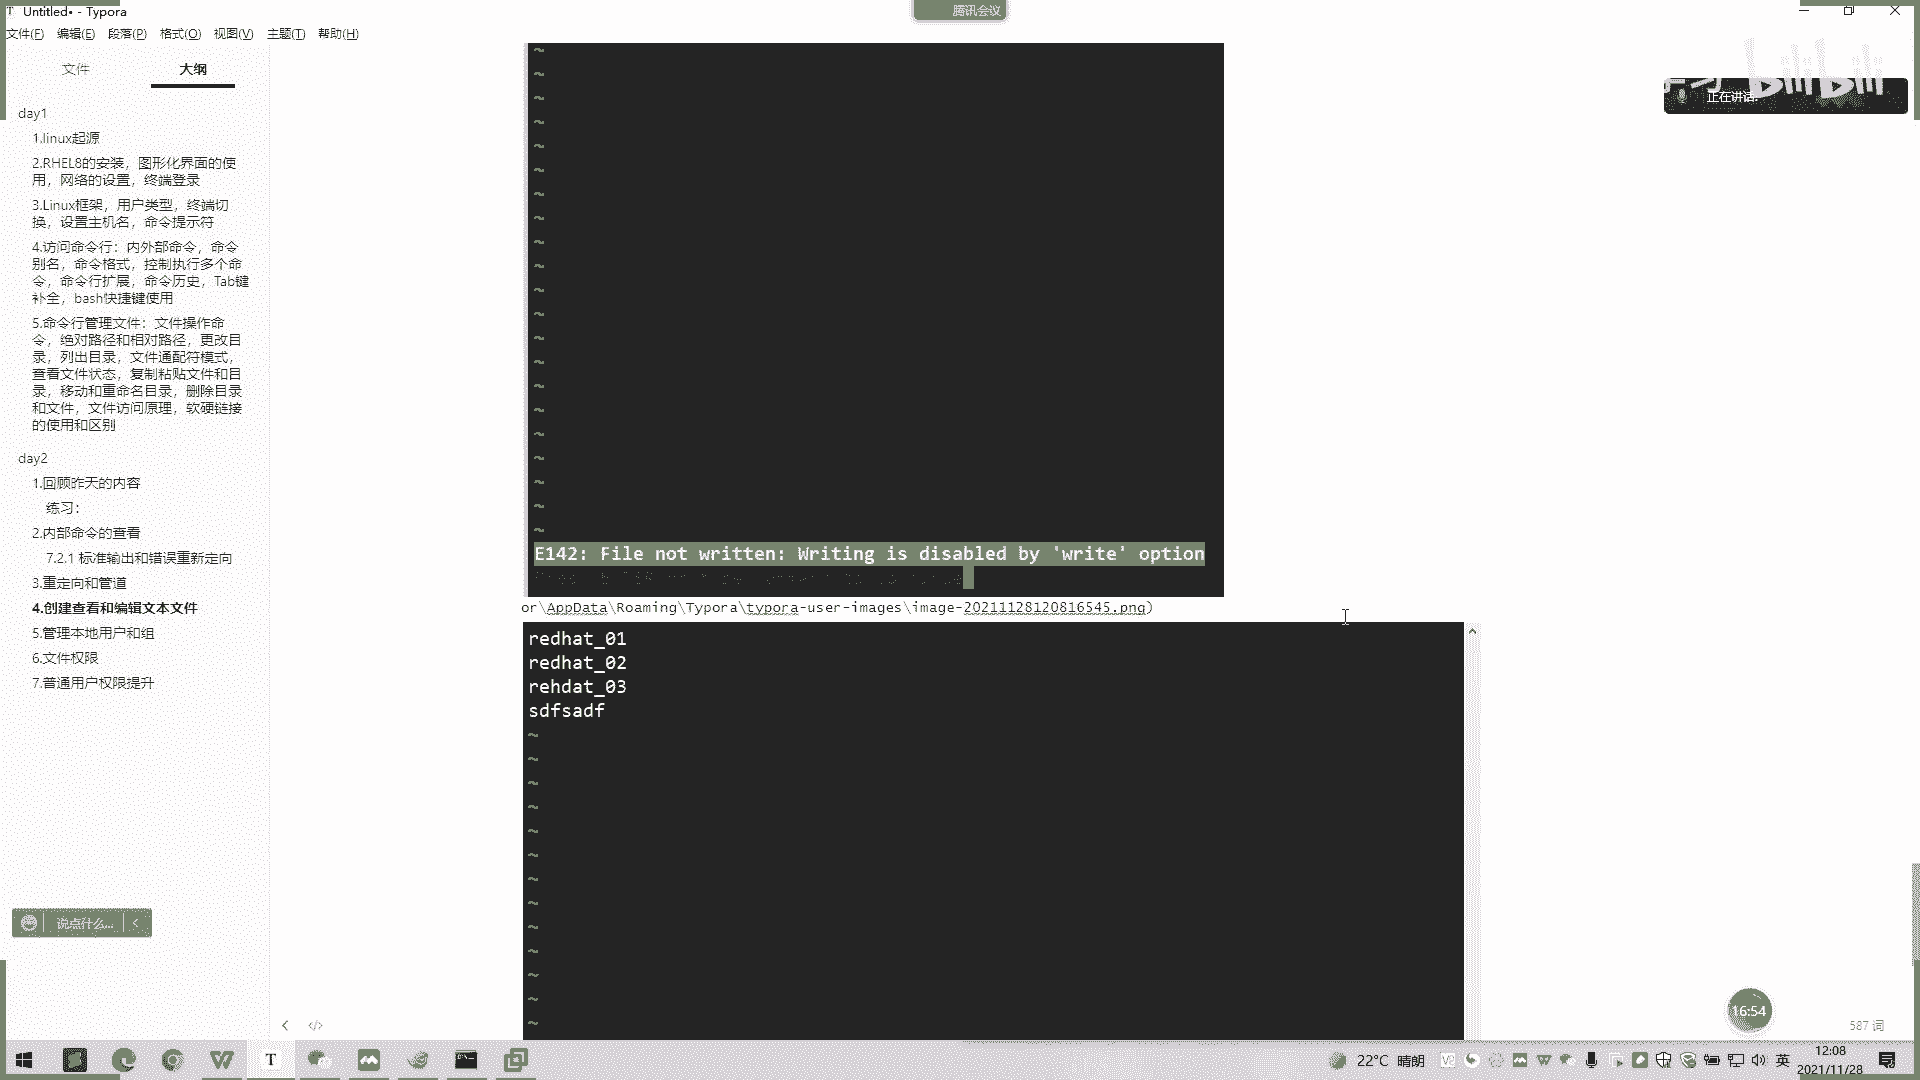 Untitled• - Typora
腾讯会议
文件(F) 编辑(E) 段落(P) 格式(O) 视图(V) 主题(T) 帮助(H)
文件 大纲
bilibili
正在讲话:
day1
1.linux起源
2.RHEL8的安装，图形化界面的使
用，网络的设置，终端登录
3.Linux框架，用户类型，终端切
换，设置主机名，命令提示符
4.访问命令行：内外部命令，命令
别名，命令格式，控制执行多个命
令，命令行扩展，命令历史，Tab键
补全，bash快捷键使用
5.命令行管理文件：文件操作命
令，绝对路径和相对路径，更改目
录，列出目录，文件通配符模式，
查看文件状态，复制粘贴文件和目
录，移动和重命名目录，删除目录
和文件，文件访问原理，软硬链接
的使用和区别
day2
1.回顾昨天的内容
练习：
2.内部命令的查看
7.2.1 标准输出和错误重新定向
3.重定向和管道
4.创建查看和编辑文本文件
5.管理本地用户和组
6.文件权限
7.普通用户权限提升
E142: File not written: Writing is disabled by 'write' option
or\AppData\Roaming\Typora\typora-user-images\image-20211128120816545.png)
redhat_01
redhat_02
rehdat_03
sdfsadf
说点什么...
16:54
587 词
22°C 晴朗
英
12:08
2021/11/28